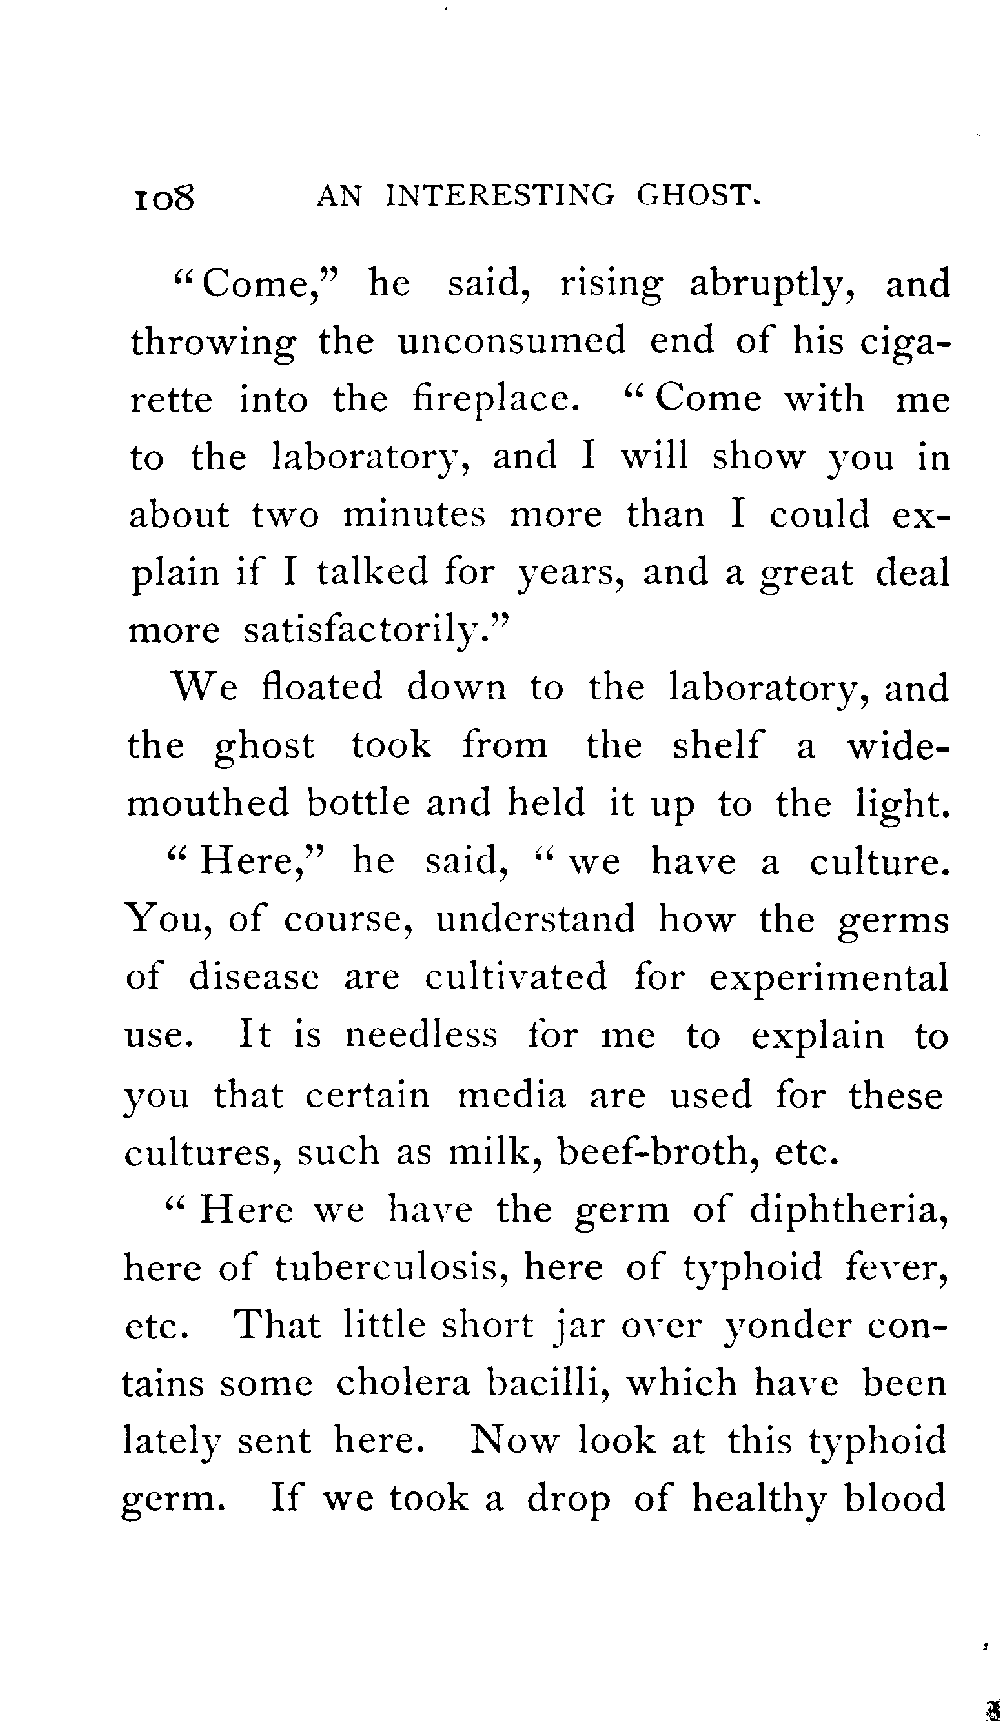 108 AN INTERESTING GHOST.
“Come,” he said, rising abruptly, and
throwing the unconsumed end of his ciga-
rette into the fireplace. “Come with me
to the laboratory, and I will show you in
about two minutes more than I could ex-
plain if I talked for years, and a great deal
more satisfactorily.”
We floated down to the laboratory, and
the ghost took from the shelf a wide-
mouthed bottle and held it up to the light.
“Here,” he said, “we have a culture.
You, of course, understand how the germs
of disease are cultivated for experimental
use. It is needless for me to explain to
you that certain media are used for these
cultures, such as milk, beef-broth, etc.
“Here we have the germ of diphtheria,
here of tuberculosis, here of typhoid fever,
etc. That little short jar over yonder con-
tains some cholera bacilli, which have been
lately sent here. Now look at this typhoid
germ. If we took a drop of healthy blood